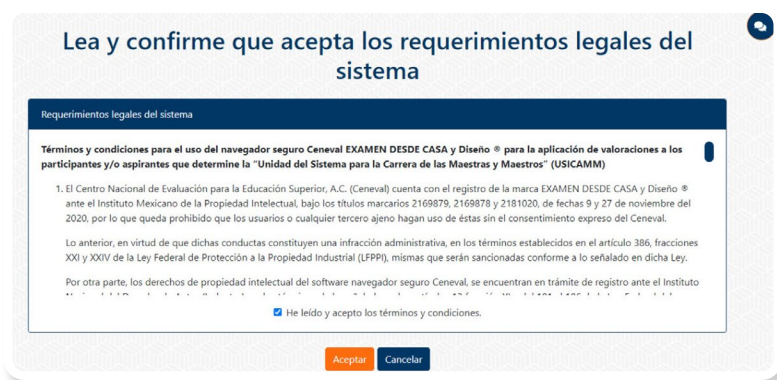 Lea y confirme que acepta los requerimientos legales del
sistema
Requerimientos legales del sistema
Términos y condiciones para el uso del navegador seguro Ceneval EXAMEN DESDE CASA y Diseño ® para la aplicación de valoraciones a los
participantes y/o aspirantes que determine la "Unidad del Sistema para la Carrera de las Maestras y Maestros" (USICAMM)
1. El Centro Nacional de Evaluación para la Educación Superior, A.C. (Ceneval) cuenta con el registro de la marca EXAMEN DESDE CASA y Diseño ®
ante el Instituto Mexicano de la Propiedad Intelectual, bajo los títulos marcarios 2169879, 2169878 y 2181020, de fechas 9 y 27 de noviembre del
2020, por lo que queda prohibido que los usuarios o cualquier tercero ajeno hagan uso de éstas sin el consentimiento expreso del Ceneval.
Lo anterior, en virtud de que dichas conductas constituyen una infracción administrativa, en los términos establecidos en el artículo 386, fracciones
XXI y XXIV de la Ley Federal de Protección a la Propiedad Industrial (LFPPI), mismas que serán sancionadas conforme a lo señalado en dicha Ley.
Por otra parte, los derechos de propiedad intelectual del software navegador seguro Ceneval, se encuentran en trámite de registro ante el Instituto
He leído y acepto los términos y condiciones.
Aceptar Cancelar